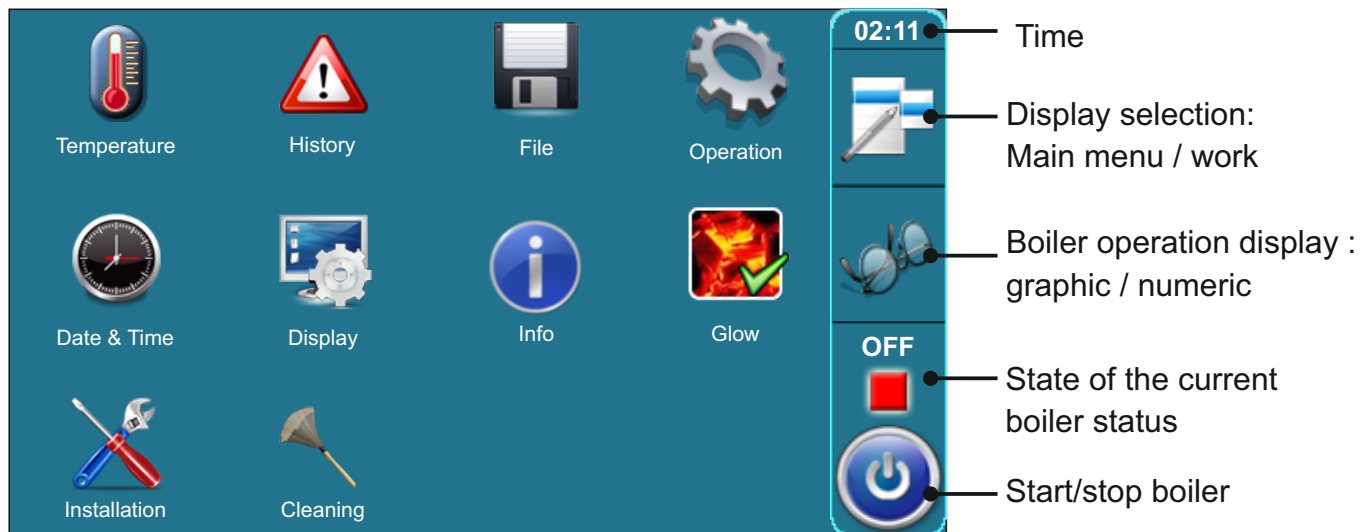 Temperature
History
File
Operation
Date & Time
Display
Info
Glow
Installation
Cleaning
02:11
OFF
Time
Display selection:
Main menu / work
Boiler operation display :
graphic / numeric
State of the current
boiler status
Start/stop boiler